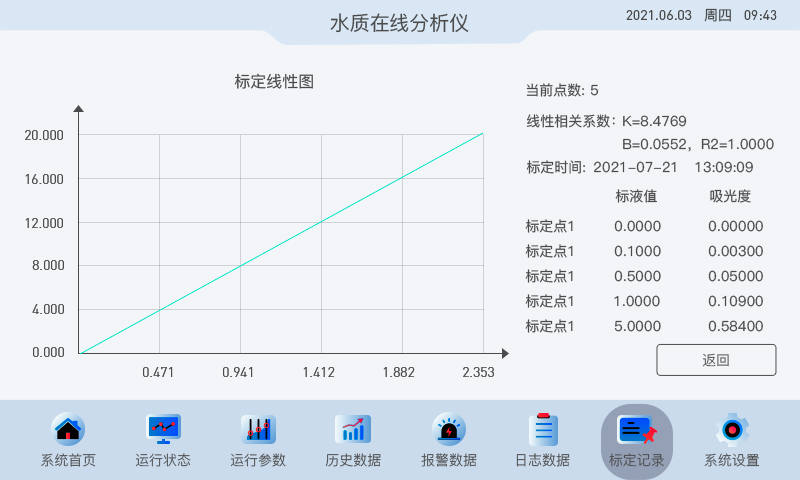 水质在线分析仪
2021.06.03 周四 09:43
标定线性图
20.000
16.000
12.000
8.000
4.000
0.000
0.471 0.941 1.412 1.882 2.353
当前点数: 5
线性相关系数: K=8.4769
B=0.0552, R2=1.0000
标定时间: 2021-07-21 13:09:09
标液值 吸光度
标定点1 0.0000 0.00000
标定点1 0.1000 0.00300
标定点1 0.5000 0.05000
标定点1 1.0000 0.10900
标定点1 5.0000 0.58400
返回
系统首页 运行状态 运行参数 历史数据 报警数据 日志数据 标定记录 系统设置